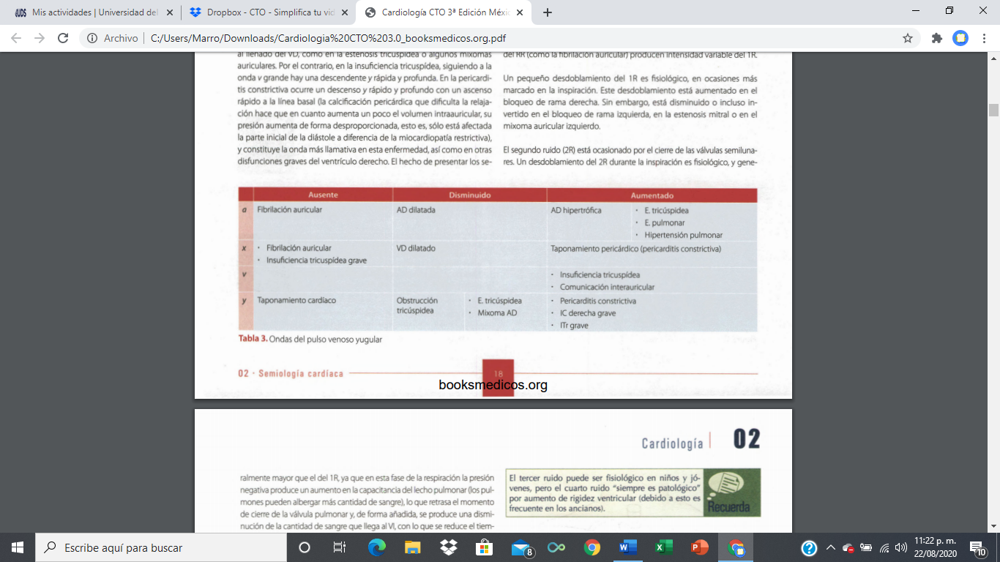 Mis actividades | Universidad del
Dropbox - CTO - Simplifica tu vid
Cardiología CTO 3ª Edición Méxi
Archivo
C:/Users/Marro/Downloads/Cardiologia%20CTO%203.0_booksmedicos.org.pdf
al llenado del VD, como en la estenosis tricúspidea o algunos mixomas
auriculares. Por el contrario, en la insuficiencia tricuspídea, siguiendo a la
onda v grande hay una descendente y rápida y profunda. En la pericardi-
tis constrictiva ocurre un descenso y rápido y profundo con un ascenso
rápido a la línea basal (la calcificación pericárdica que dificulta la relaja-
ción hace que en cuanto aumenta un poco el volumen intraauricular, su
presión aumenta de forma desproporcionada, esto es, sólo está afectada
la parte inicial de la diástole a diferencia de la miocardiopatía restrictiva),
y constituye la onda más llamativa en esta enfermedad, así como en otras
disfunciones graves del ventrículo derecho. El hecho de presentar los se-
del RR (como la fibrilación auricular) producen intensidad variable del 1R.
Un pequeño desdoblamiento del 1R es fisiológico, en ocasiones más
marcado en la inspiración. Este desdoblamiento está aumentado en el
bloqueo de rama derecha. Sin embargo, está disminuido o incluso in-
vertido en el bloqueo de rama izquierda, en la estenosis mitral o en el
mixoma auricular izquierdo.
El segundo ruido (2R) está ocasionado por el cierre de las válvulas semiluna-
res. Un desdoblamiento del 2R durante la inspiración es fisiológico, y gene-
Ausente Disminuido Aumentado
a Fibrilación auricular AD dilatada AD hipertrófica • E. tricúspidea
• E. pulmonar
• Hipertensión pulmonar
x • Fibrilación auricular VD dilatado Taponamiento pericárdico (pericarditis constrictiva)
• Insuficiencia tricuspídea grave
v • Insuficiencia tricuspídea
• Comunicación interauricular
y Taponamiento cardíaco Obstrucción • E. tricúspidea • Pericarditis constrictiva
tricúspidea • Mixoma AD • IC derecha grave
• ITr grave
Tabla 3. Ondas del pulso venoso yugular
02 · Semiología cardíaca
18
booksmedicos.org
Cardiología | 02
ralmente mayor que el del 1R, ya que en esta fase de la respiración la presión
negativa produce un aumento en la capacitancia del lecho pulmonar (los pul-
mones pueden albergar más cantidad de sangre), lo que retrasa el momento
de cierre de la válvula pulmonar y, de forma añadida, se produce una dismi-
nución de la cantidad de sangre que llega al VI, con lo que se reduce el tiem-
El tercer ruido puede ser fisiológico en niños y jó-
venes, pero el cuarto ruido "siempre es patológico"
por aumento de rigidez ventricular (debido a esto es
frecuente en los ancianos).
Recuerda
Escribe aquí para buscar
8
11:22 p. m.
22/08/2020
10